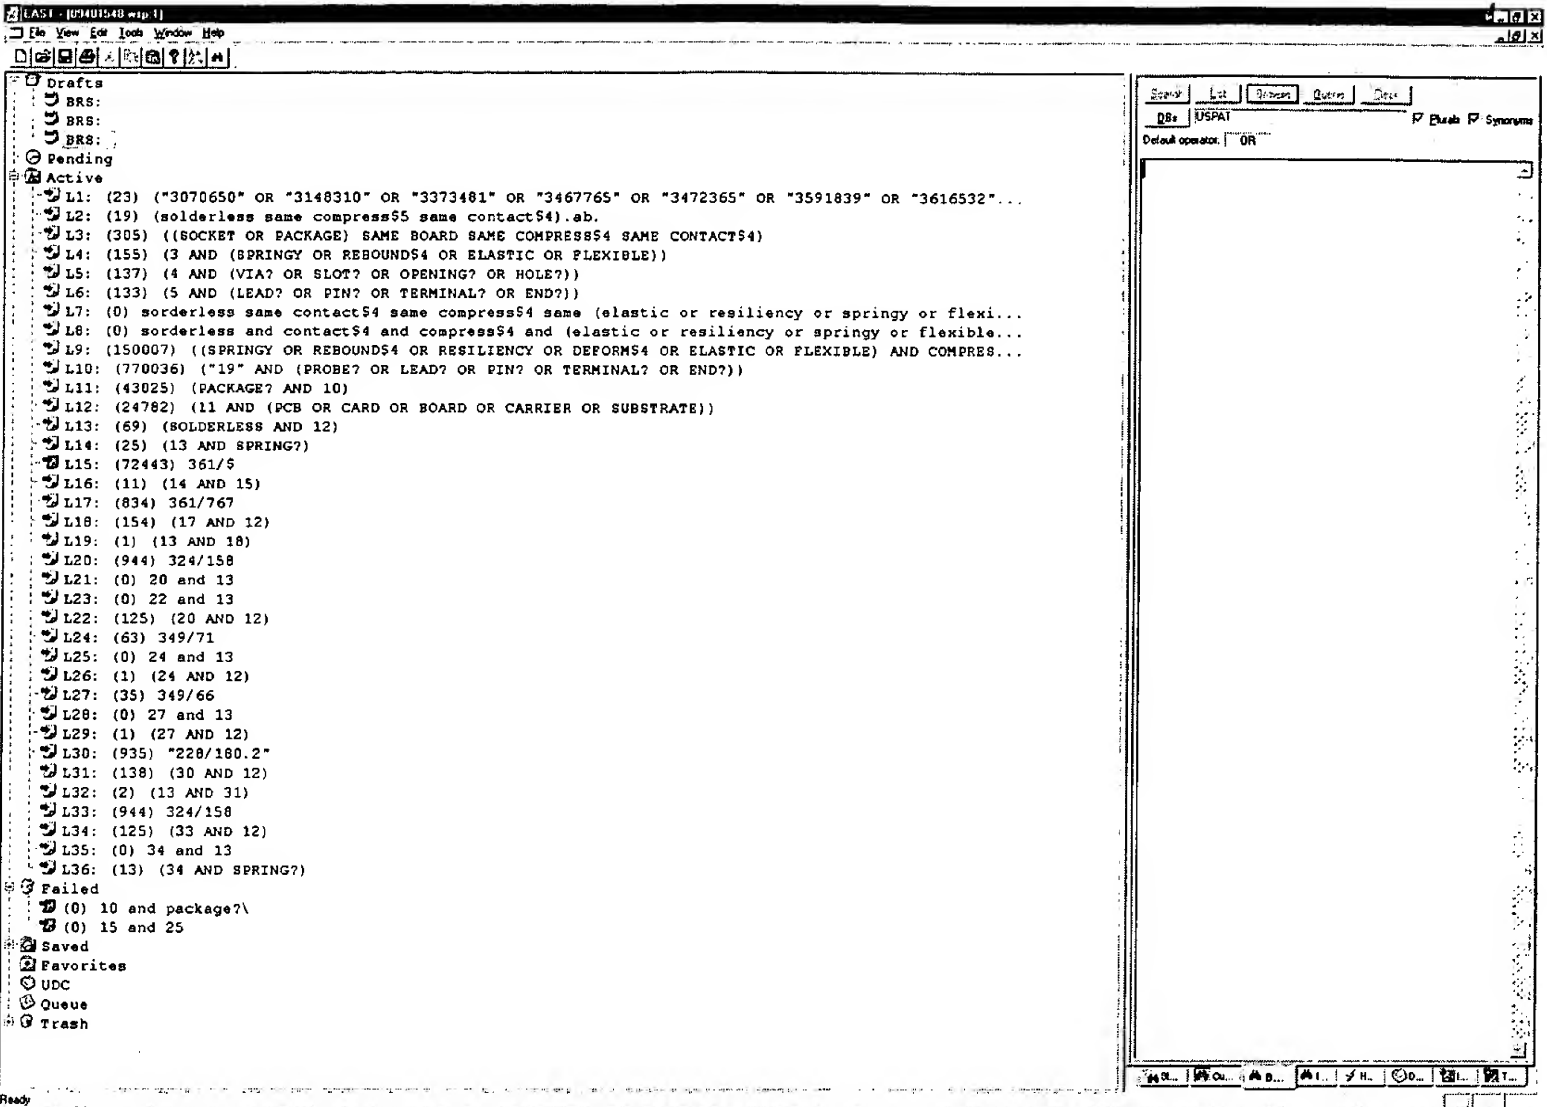 EAST - [09401548.wsp:1]
File View Edit Tools Window Help
Drafts
BRS:
BRS:
BRS:
Pending
Active
L1: (23) ("3070650" OR "3148310" OR "3373481" OR "3467765" OR "3472365" OR "3591839" OR "3616532"...
L2: (19) (solderless same compress$5 same contact$4).ab.
L3: (305) ((SOCKET OR PACKAGE) SAME BOARD SAME COMPRESS$4 SAME CONTACT$4)
L4: (155) (3 AND (SPRINGY OR REBOUND$4 OR ELASTIC OR FLEXIBLE))
L5: (137) (4 AND (VIA? OR SLOT? OR OPENING? OR HOLE?))
L6: (133) (5 AND (LEAD? OR PIN? OR TERMINAL? OR END?))
L7: (0) sorderless same contact$4 same compress$4 same (elastic or resiliency or springy or flexi...
L8: (0) sorderless and contact$4 and compress$4 and (elastic or resiliency or springy or flexible...
L9: (150007) ((SPRINGY OR REBOUND$4 OR RESILIENCY OR DEFORM$4 OR ELASTIC OR FLEXIBLE) AND COMPRES...
L10: (770036) ("19" AND (PROBE? OR LEAD? OR PIN? OR TERMINAL? OR END?))
L11: (43025) (PACKAGE? AND 10)
L12: (24782) (11 AND (PCB OR CARD OR BOARD OR CARRIER OR SUBSTRATE))
L13: (69) (SOLDERLESS AND 12)
L14: (25) (13 AND SPRING?)
L15: (72443) 361/$
L16: (11) (14 AND 15)
L17: (834) 361/767
L18: (154) (17 AND 12)
L19: (1) (13 AND 18)
L20: (944) 324/158
L21: (0) 20 and 13
L23: (0) 22 and 13
L22: (125) (20 AND 12)
L24: (63) 349/71
L25: (0) 24 and 13
L26: (1) (24 AND 12)
L27: (35) 349/66
L28: (0) 27 and 13
L29: (1) (27 AND 12)
L30: (935) "228/180.2"
L31: (138) (30 AND 12)
L32: (2) (13 AND 31)
L33: (944) 324/158
L34: (125) (33 AND 12)
L35: (0) 34 and 13
L36: (13) (34 AND SPRING?)
Failed
(0) 10 and package?\
(0) 15 and 25
Saved
Favorites
UDC
Queue
Trash
Search List Browse Queue Clear
DBs USPAT Plurals Synonyms
Default operator: OR
Ready